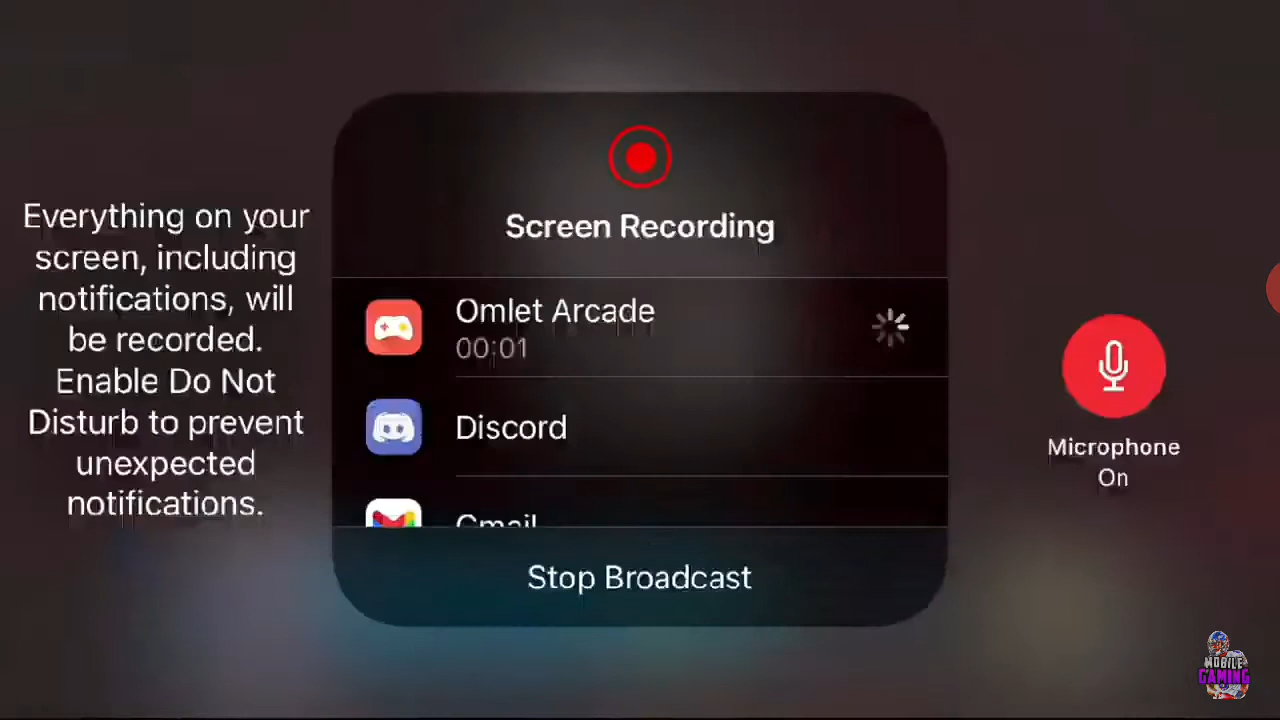 Everything on your
screen, including
notifications, will
be recorded.
Enable Do Not
Disturb to prevent
unexpected
notifications.
Screen Recording
Omlet Arcade
00:01
Discord
Gmail
Stop Broadcast
Microphone
On
MOBILE
GAMING